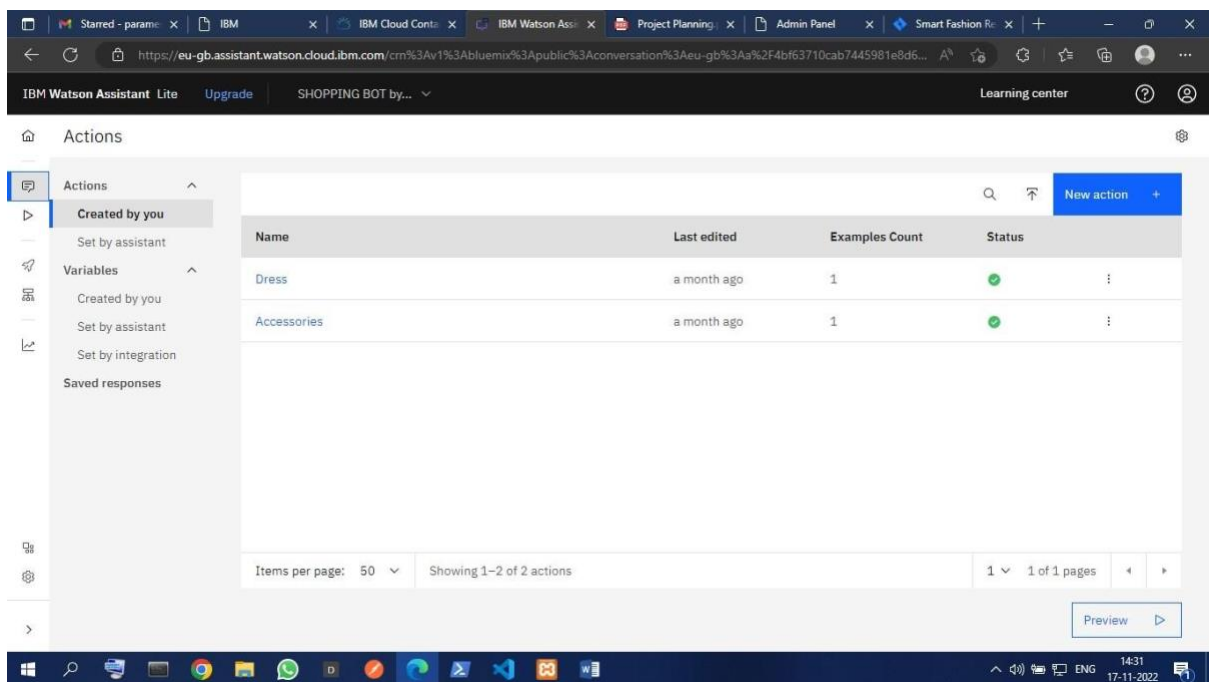 Starred - parame IBM IBM Cloud Conta IBM Watson Assi Project Planning. Admin Panel Smart Fashion Re
https://eu-gb.assistant.watson.cloud.ibm.com/crn%3Av1%3Abluemix%3Apublic%3Aconversation%3Aeu-gb%3Aa%2F4bf63710cab7445981e8d6...
IBM Watson Assistant Lite Upgrade SHOPPING BOT by... Learning center
Actions
Actions
Created by you
Set by assistant
Variables
Created by you
Set by assistant
Set by integration
Saved responses
New action +
Name Last edited Examples Count Status
Dress a month ago 1
Accessories a month ago 1
Items per page: 50 Showing 1–2 of 2 actions 1 1 of 1 pages
Preview
ENG 14:31
17-11-2022